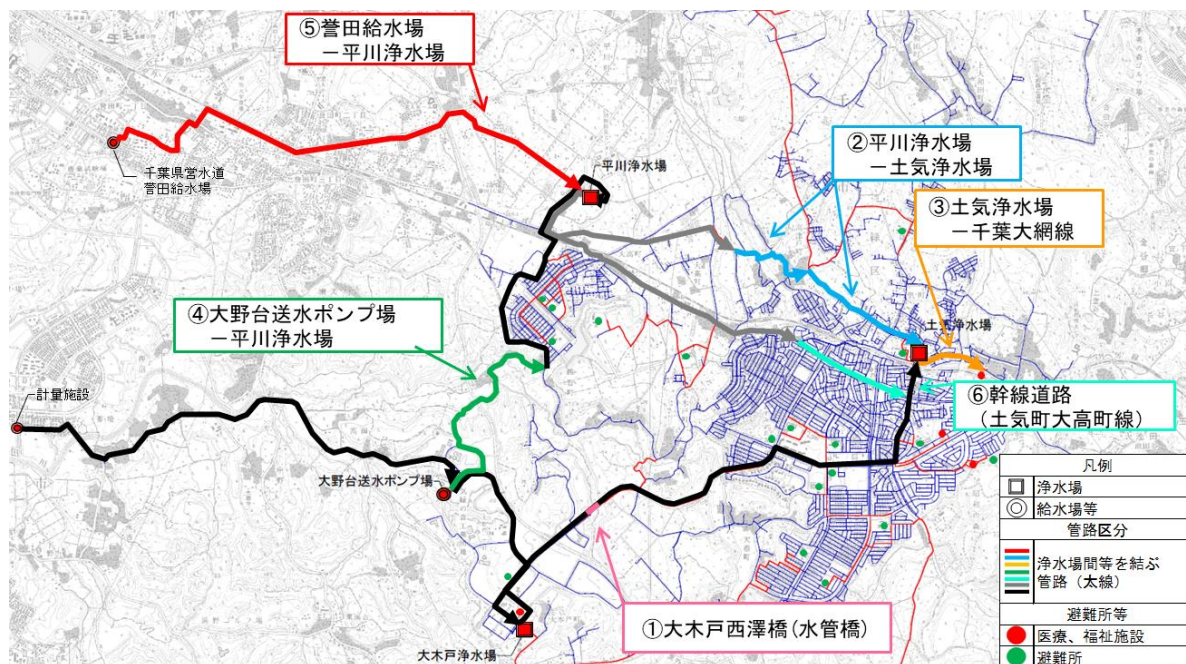 ⑤誉田給水場
－平川浄水場
千葉県営水道
誉田給水場
平川浄水場
②平川浄水場
－土気浄水場
③土気浄水場
－千葉大網線
④大野台送水ポンプ場
－平川浄水場
土気浄水場
計量施設
⑥幹線道路
（土気町大高町線）
大野台送水ポンプ場
①大木戸西澤橋（水管橋）
大木戸浄水場
凡例
浄水場
給水場等
管路区分
浄水場間等を結ぶ
管路（太線）
避難所等
医療、福祉施設
避難所